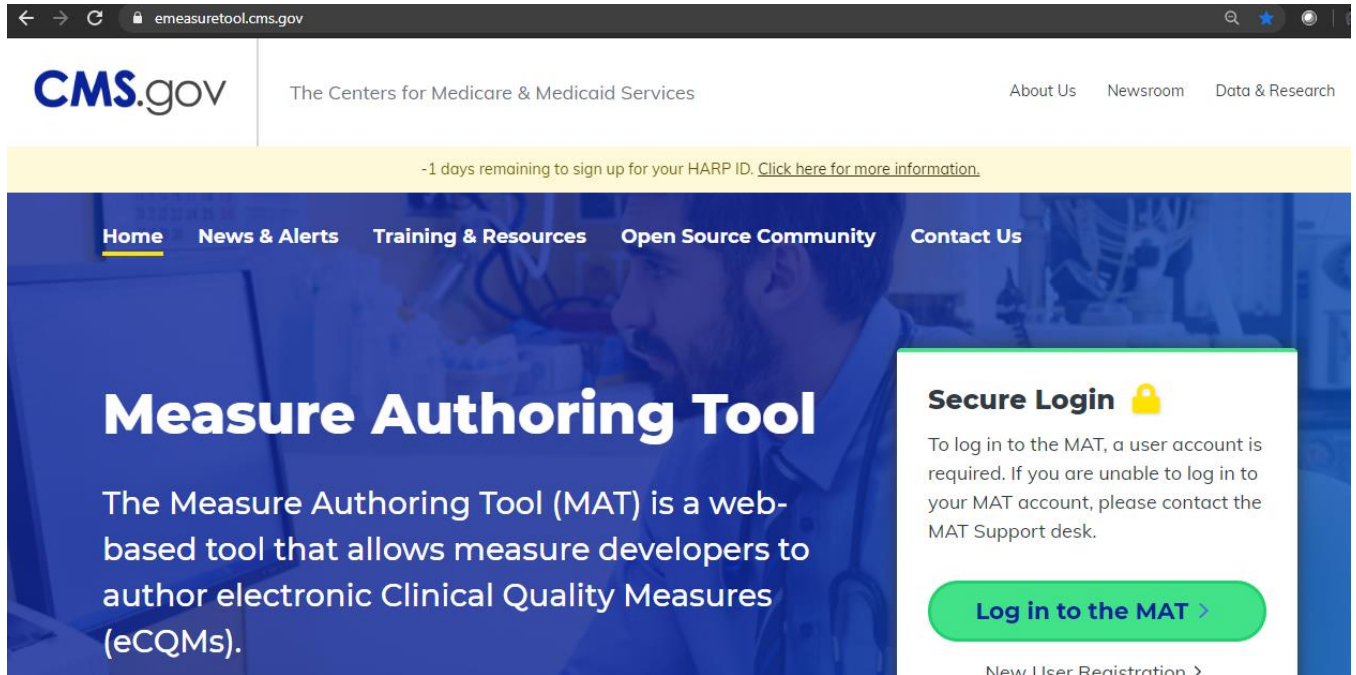 emeasuretool.cms.gov
CMS.gov
The Centers for Medicare & Medicaid Services
About Us Newsroom Data & Research
-1 days remaining to sign up for your HARP ID. Click here for more information.
Home News & Alerts Training & Resources Open Source Community Contact Us
Measure Authoring Tool
The Measure Authoring Tool (MAT) is a web-
based tool that allows measure developers to
author electronic Clinical Quality Measures
(eCQMs).
Secure Login
To log in to the MAT, a user account is
required. If you are unable to log in to
your MAT account, please contact the
MAT Support desk.
Log in to the MAT >
New User Registration >